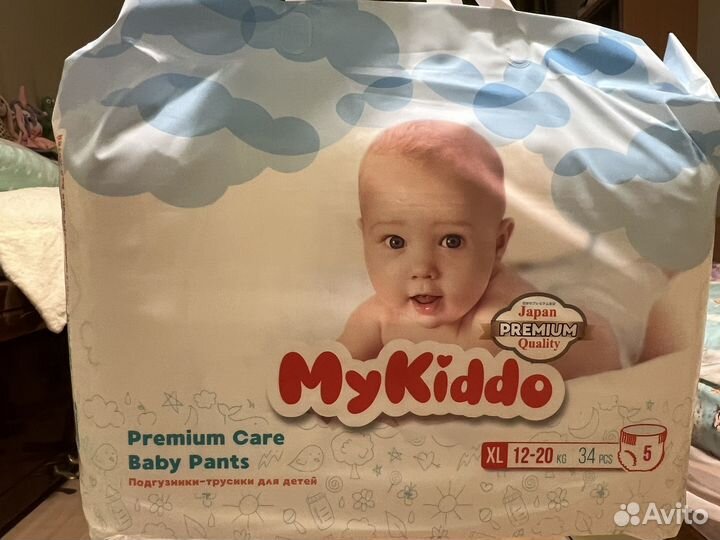 Japan
PREMIUM
Quality
MyKiddo
Premium Care
Baby Pants
Подгузники-трусики для детей
XL 12-20 KG 34 PCS 5
Avito